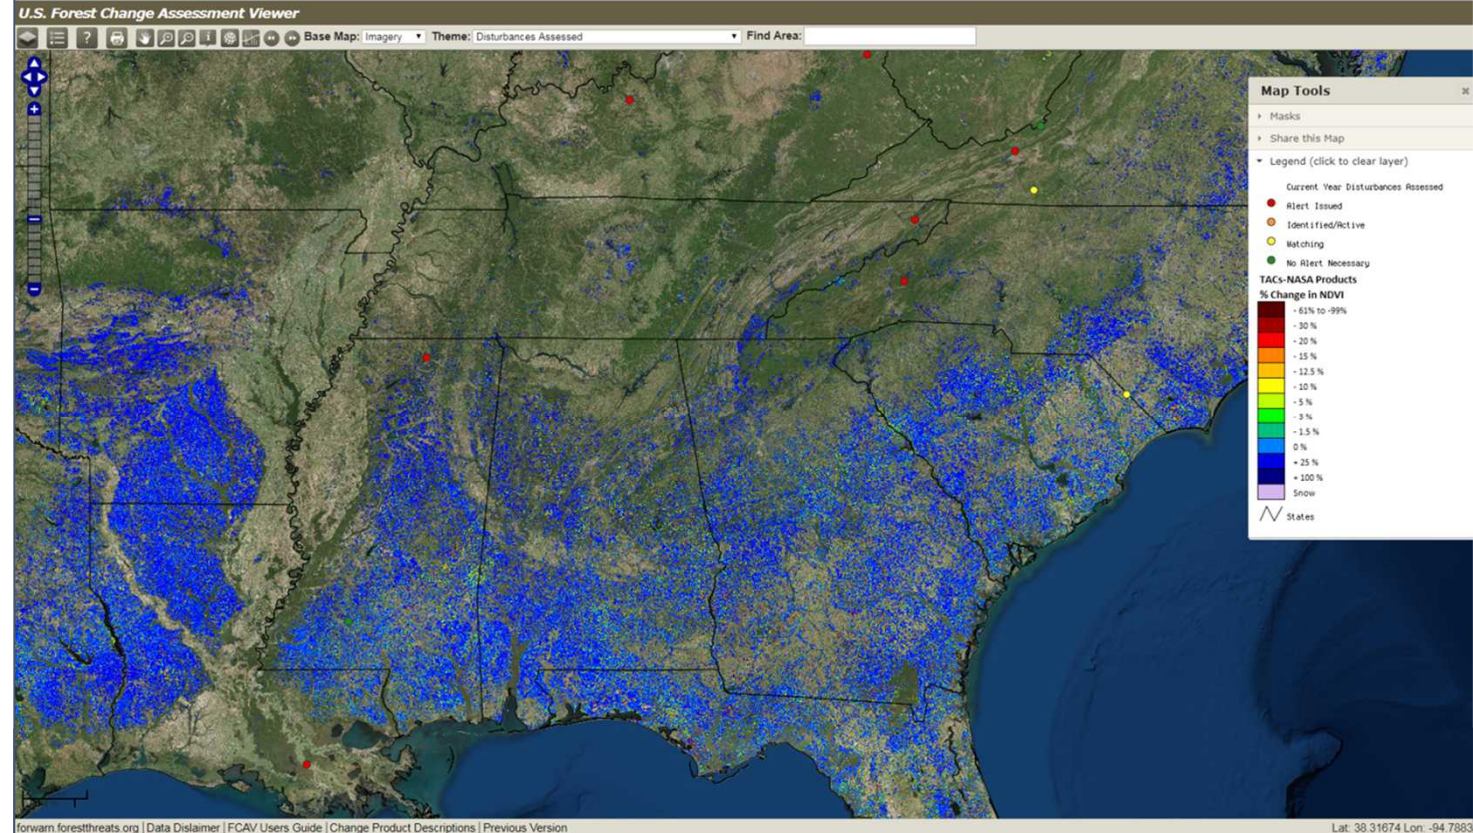 U.S. Forest Change Assessment Viewer
Base Map: Imagery Theme: Disturbances Assessed Find Area:
Map Tools
Masks
Share this Map
Legend (click to clear layer)
Current Year Disturbances Assessed
Alert Issued
Identified/Active
Watching
No Alert Necessary
TACs-NASA Products
% Change in NDVI
- 61% to -99%
- 30 %
- 20 %
- 15 %
- 12.5 %
- 10 %
- 5 %
- 3 %
- 1.5 %
0 %
+ 25 %
+ 100 %
Snow
States
forwarn.forestthreats.org | Data Dislaimer | FCAV Users Guide | Change Product Descriptions | Previous Version
Lat: 38.31674 Lon: -94.7883